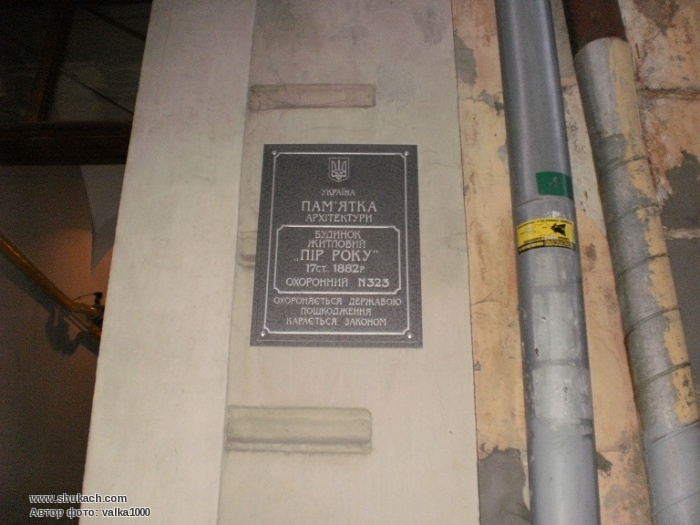 УКРАЇНА
ПАМ'ЯТКА
АРХІТЕКТУРИ
БУДИНОК
ЖИТЛОВИЙ
„ПІР РОКУ"
17СТ. 1882Р
ОХОРОННИЙ N323
ОХОРОНЯЄТЬСЯ ДЕРЖАВОЮ
ПОШКОДЖЕННЯ
КАРАЄТЬСЯ ЗАКОНОМ
www.shukach.com
Автор фото: valka1000